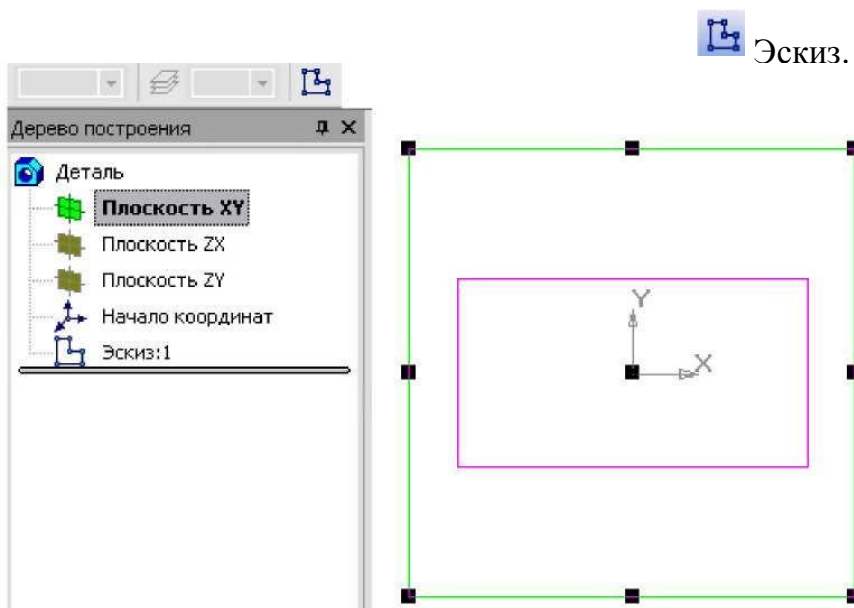 Эскиз.
Дерево построения
Деталь
Плоскость XY
Плоскость ZX
Плоскость ZY
Начало координат
Эскиз:1
Y
X